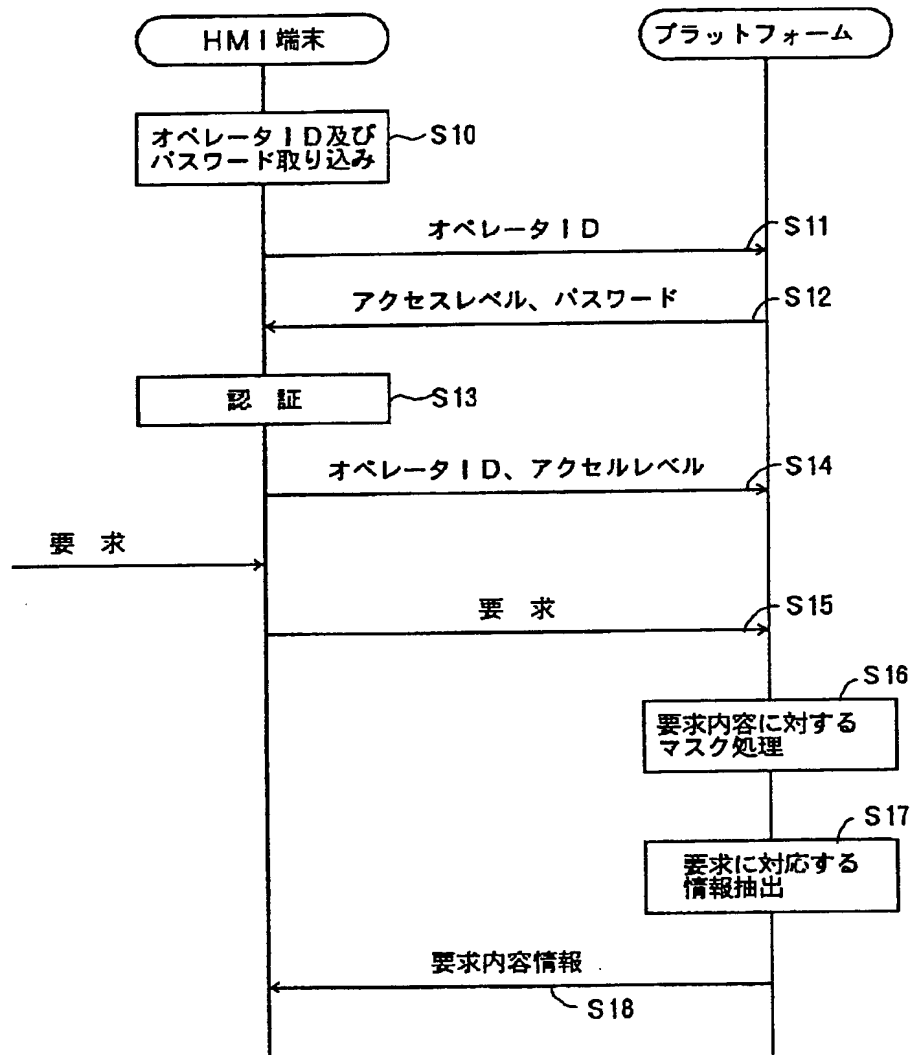 HMI端末
プラットフォーム
オペレータID及び
パスワード取り込み
S10
オペレータID
S11
アクセスレベル、パスワード
S12
認 証
S13
オペレータID、アクセルレベル
S14
要 求
要 求
S15
S16
要求内容に対する
マスク処理
S17
要求に対応する
情報抽出
要求内容情報
S18